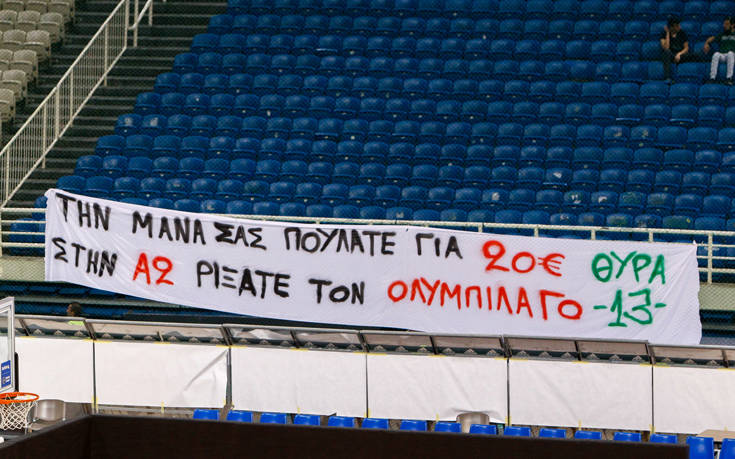 ΤΗΝ ΜΑΝΑ ΣΑΣ ΠΟΥΛΑΤΕ ΓΙΑ 20€ ΘΥΡΑ
ΣΤΗΝ Α2 ΡΙΞΑΤΕ ΤΟΝ ΟΛΥΜΠΙΑΓΟ -13-